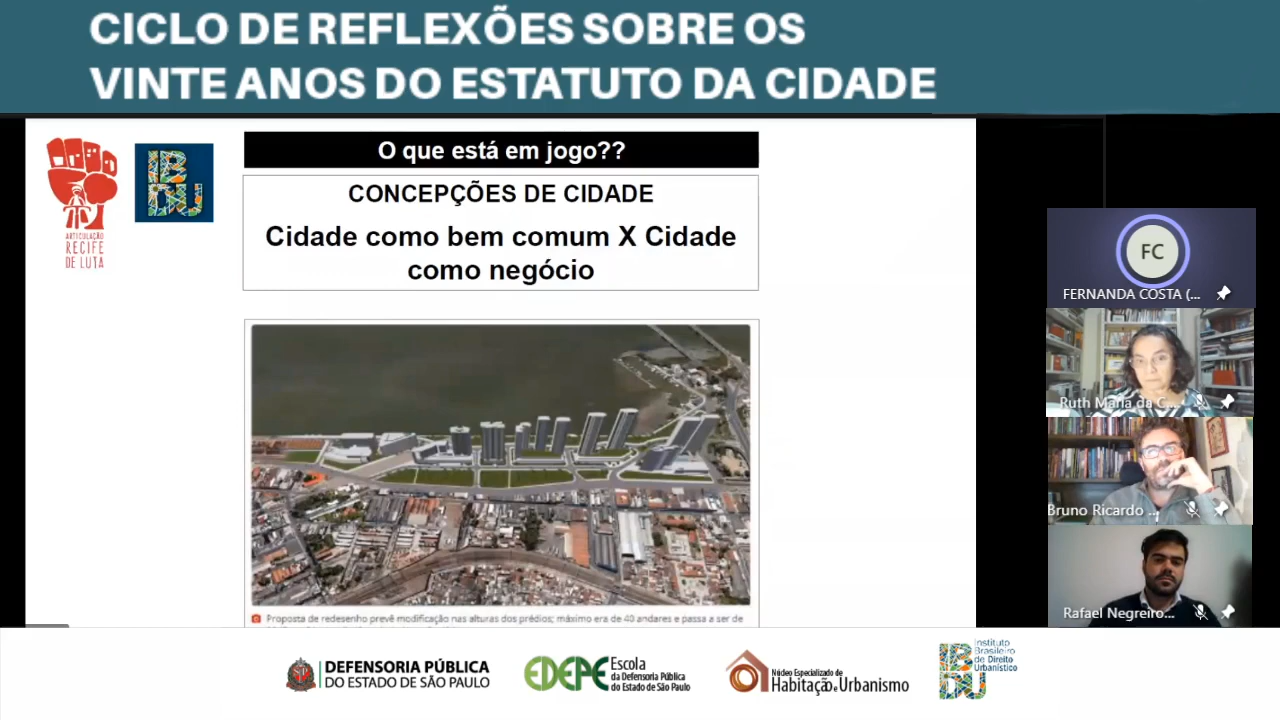 CICLO DE REFLEXÕES SOBRE OS
VINTE ANOS DO ESTATUTO DA CIDADE
ARTICULAÇÃO
RECIFE
DE LUTA
IB
DU
O que está em jogo??
CONCEPÇÕES DE CIDADE
Cidade como bem comum X Cidade
como negócio
Proposta de redesenho prevê modificação nas alturas dos prédios; máximo era de 40 andares e passa a ser de
FC
FERNANDA COSTA (...
Ruth Maria da C...
Bruno Ricardo ...
Rafael Negreiro...
DEFENSORIA PÚBLICA
DO ESTADO DE SÃO PAULO
EDEPE
Escola
da Defensoria Pública
do Estado de São Paulo
Núcleo Especializado de
Habitação e Urbanismo
IB
DU
Instituto
Brasileiro
de Direito
Urbanístico